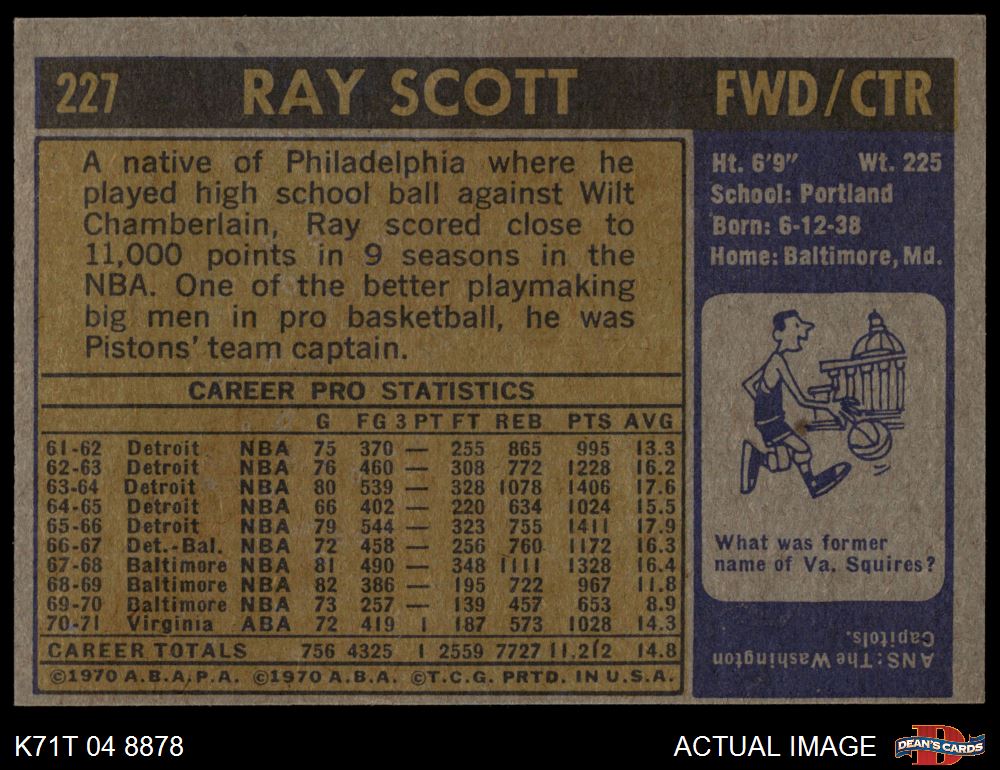 227 RAY SCOTT FWD/CTR
A native of Philadelphia where he
played high school ball against Wilt
Chamberlain, Ray scored close to
11,000 points in 9 seasons in the
NBA. One of the better playmaking
big men in pro basketball, he was
Pistons' team captain.
CAREER PRO STATISTICS
G FG 3 PT FT REB PTS AVG
61-62 Detroit NBA 75 370 — 255 865 995 13.3
62-63 Detroit NBA 76 460 — 308 772 1228 16.2
63-64 Detroit NBA 80 539 — 328 1078 1406 17.6
64-65 Detroit NBA 66 402 — 220 634 1024 15.5
65-66 Detroit NBA 79 544 — 323 755 1411 17.9
66-67 Det.-Bal. NBA 72 458 — 256 760 1172 16.3
67-68 Baltimore NBA 81 490 — 348 1111 1328 16.4
68-69 Baltimore NBA 82 386 — 195 722 967 11.8
69-70 Baltimore NBA 73 257 — 139 457 653 8.9
70-71 Virginia ABA 72 419 1 187 573 1028 14.3
CAREER TOTALS 756 4325 1 2559 7727 11.212 14.8
©1970 A.B.A.P.A. ©1970 A.B.A. ©T.C.G. PRTD. IN U.S.A.
Ht. 6'9" Wt. 225
School: Portland
Born: 6-12-38
Home: Baltimore, Md.
What was former
name of Va. Squires?
ANS: The Washington
Capitols.
K71T 04 8878
ACTUAL IMAGE
D
DEAN'S CARDS